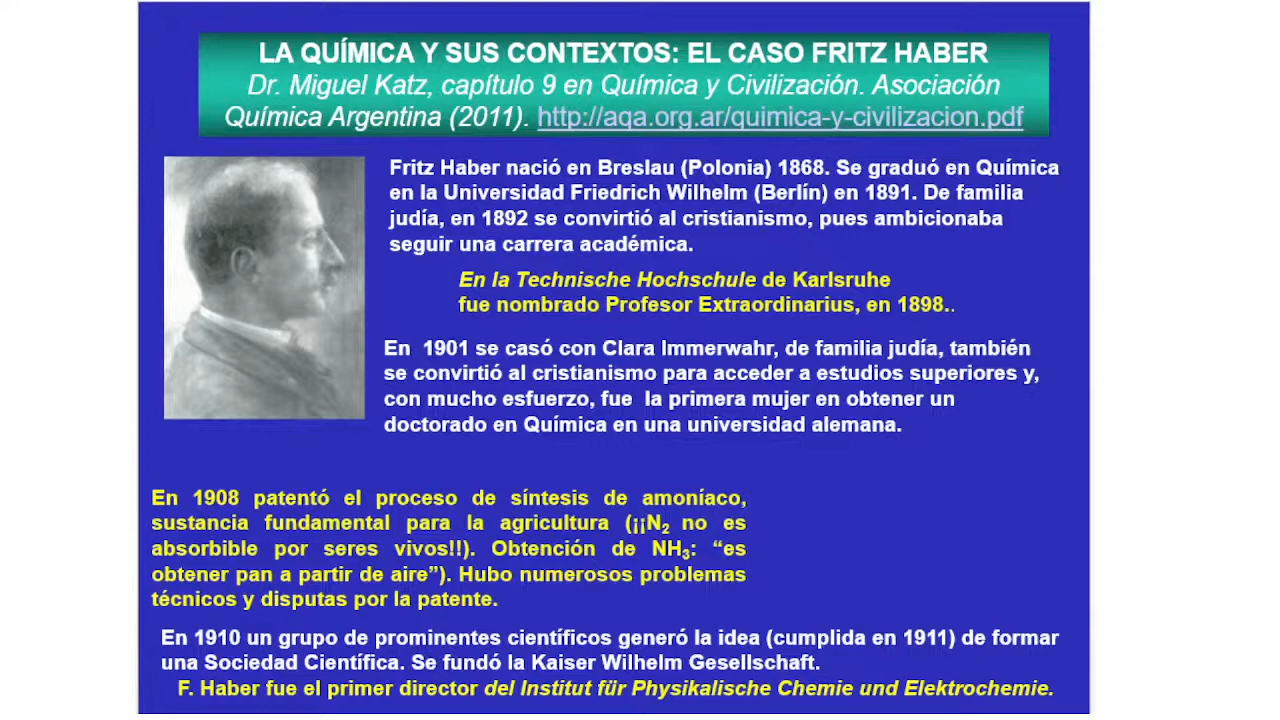 LA QUÍMICA Y SUS CONTEXTOS: EL CASO FRITZ HABER
Dr. Miguel Katz, capítulo 9 en Química y Civilización. Asociación
Química Argentina (2011). http://aqa.org.ar/quimica-y-civilizacion.pdf
Fritz Haber nació en Breslau (Polonia) 1868. Se graduó en Química
en la Universidad Friedrich Wilhelm (Berlín) en 1891. De familia
judía, en 1892 se convirtió al cristianismo, pues ambicionaba
seguir una carrera académica.
En la Technische Hochschule de Karlsruhe
fue nombrado Profesor Extraordinarius, en 1898..
En 1901 se casó con Clara Immerwahr, de familia judía, también
se convirtió al cristianismo para acceder a estudios superiores y,
con mucho esfuerzo, fue la primera mujer en obtener un
doctorado en Química en una universidad alemana.
En 1908 patentó el proceso de síntesis de amoníaco,
sustancia fundamental para la agricultura (¡¡N₂ no es
absorbible por seres vivos!!). Obtención de NH₃: “es
obtener pan a partir de aire”). Hubo numerosos problemas
técnicos y disputas por la patente.
En 1910 un grupo de prominentes científicos generó la idea (cumplida en 1911) de formar
una Sociedad Científica. Se fundó la Kaiser Wilhelm Gesellschaft.
F. Haber fue el primer director del Institut für Physikalische Chemie und Elektrochemie.